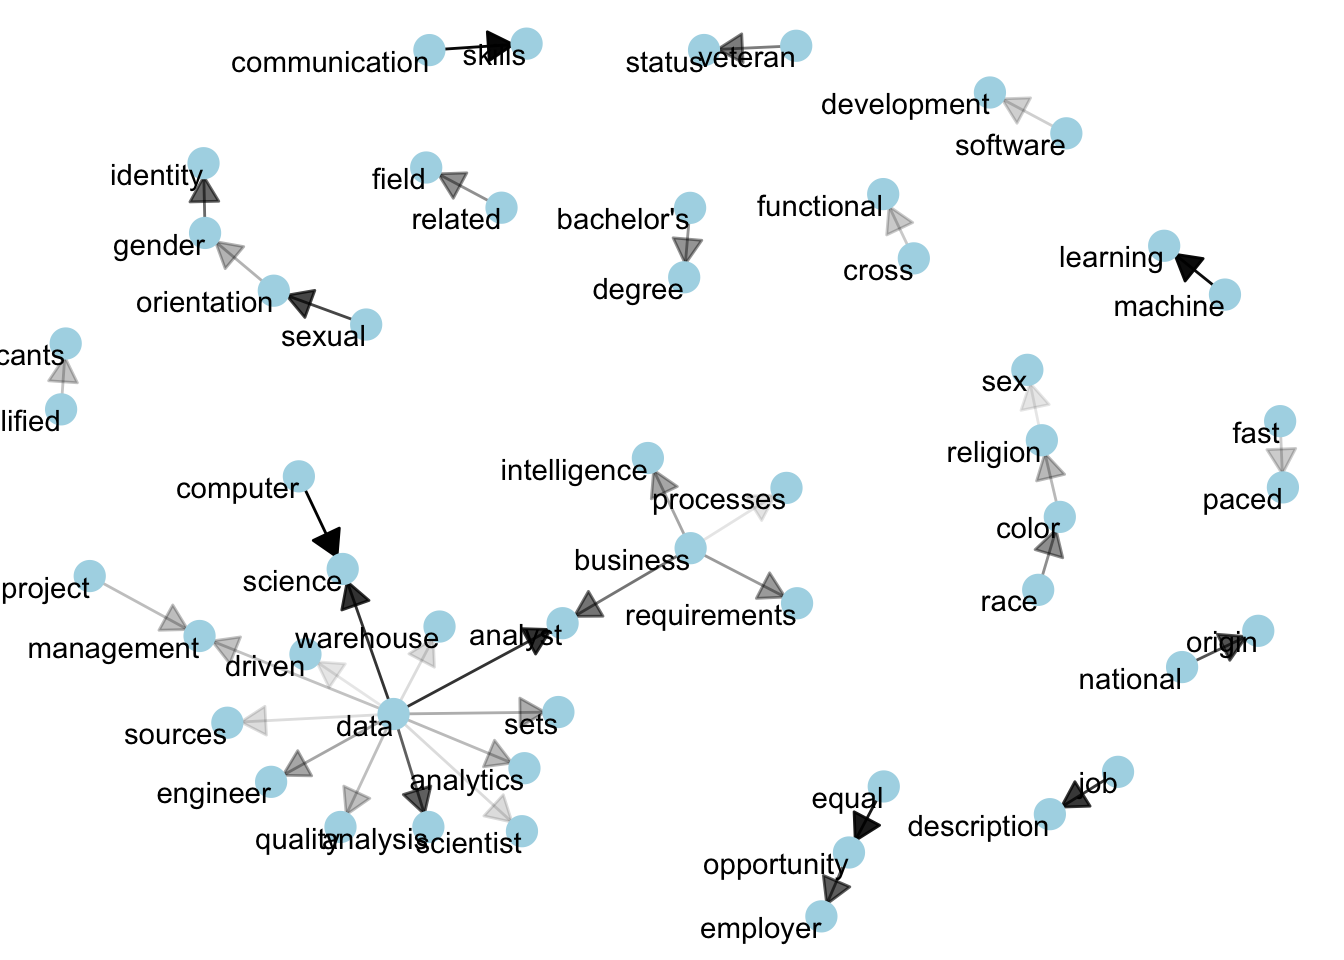 communication
skills
status
veteran
development
software
identity
field
related
gender
bachelor's
functional
learning
orientation
degree
cross
machine
sexual
cants
lified
sex
fast
religion
paced
computer
intelligence
processes
color
science
business
project
race
requirements
management
warehouse
analyst
driven
origin
national
sources
data
sets
engineer
analytics
equal
job
quality
analysis
scientist
description
opportunity
employer